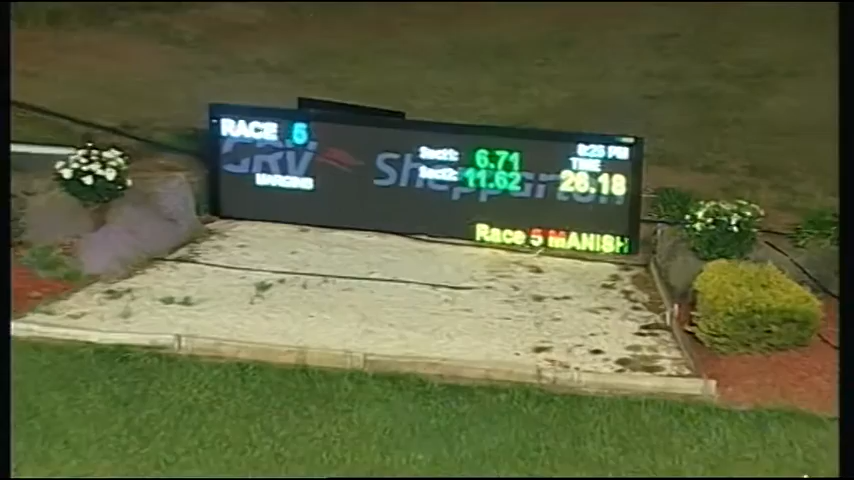 RACE 5
GRV Shepparton
MARGINS
Sect1: 6.71
Sect2: 11.62
8:25 PM
TIME
26.18
Race 5 MANISH